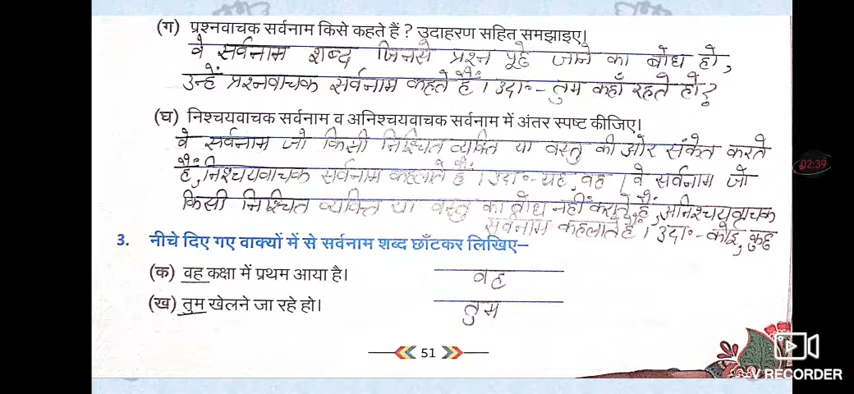 (ग) प्रश्नवाचक सर्वनाम किसे कहते हैं ? उदाहरण सहित समझाइए।
वे सर्वनाम शब्द जिनसे प्रश्न पूछे जाने का बोध हो,
उन्हें प्रश्नवाचक सर्वनाम कहते हैं। उदा॰- तुम कहाँ रहते हो?
(घ) निश्चयवाचक सर्वनाम व अनिश्चयवाचक सर्वनाम में अंतर स्पष्ट कीजिए।
वे सर्वनाम जो किसी निश्चित व्यक्ति या वस्तु की ओर संकेत करते
हैं, निश्चयवाचक सर्वनाम कहलाते हैं। उदा॰- यह, वह । वे सर्वनाम जो
किसी निश्चित व्यक्ति या वस्तु का बोध नहीं कराते हैं, अनिश्चयवाचक
सर्वनाम कहलाते हैं। उदा॰- कोई, कुछ
3. नीचे दिए गए वाक्यों में से सर्वनाम शब्द छाँटकर लिखिए–
(क) वह कक्षा में प्रथम आया है। वह
(ख) तुम खेलने जा रहे हो। तुम
51
02:39
RECORDER